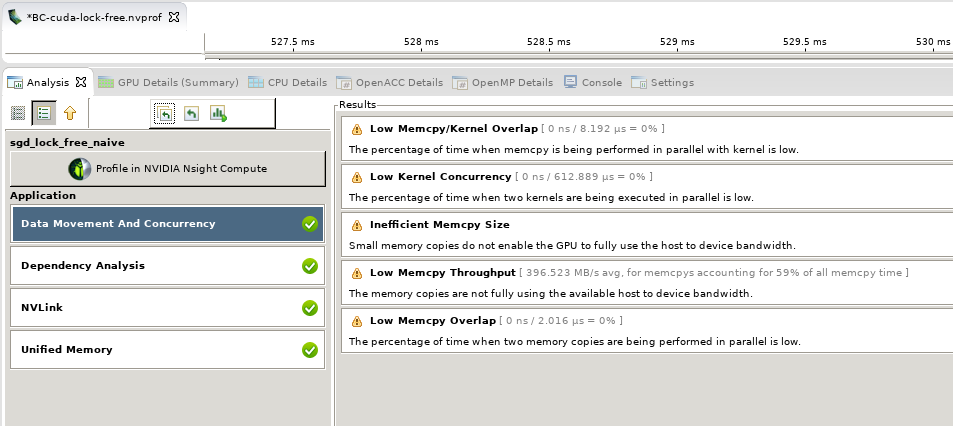 *BC-cuda-lock-free.nvprof
527.5 ms 528 ms 528.5 ms 529 ms 529.5 ms 530 ms
Analysis GPU Details (Summary) CPU Details OpenACC Details OpenMP Details Console Settings
sgd_lock_free_naive
Profile in NVIDIA Nsight Compute
Application
Data Movement And Concurrency
Dependency Analysis
NVLink
Unified Memory
Results
Low Memcpy/Kernel Overlap [ 0 ns / 8.192 µs = 0% ]
The percentage of time when memcpy is being performed in parallel with kernel is low.
Low Kernel Concurrency [ 0 ns / 612.889 µs = 0% ]
The percentage of time when two kernels are being executed in parallel is low.
Inefficient Memcpy Size
Small memory copies do not enable the GPU to fully use the host to device bandwidth.
Low Memcpy Throughput [ 396.523 MB/s avg, for memcpys accounting for 59% of all memcpy time ]
The memory copies are not fully using the available host to device bandwidth.
Low Memcpy Overlap [ 0 ns / 2.016 µs = 0% ]
The percentage of time when two memory copies are being performed in parallel is low.